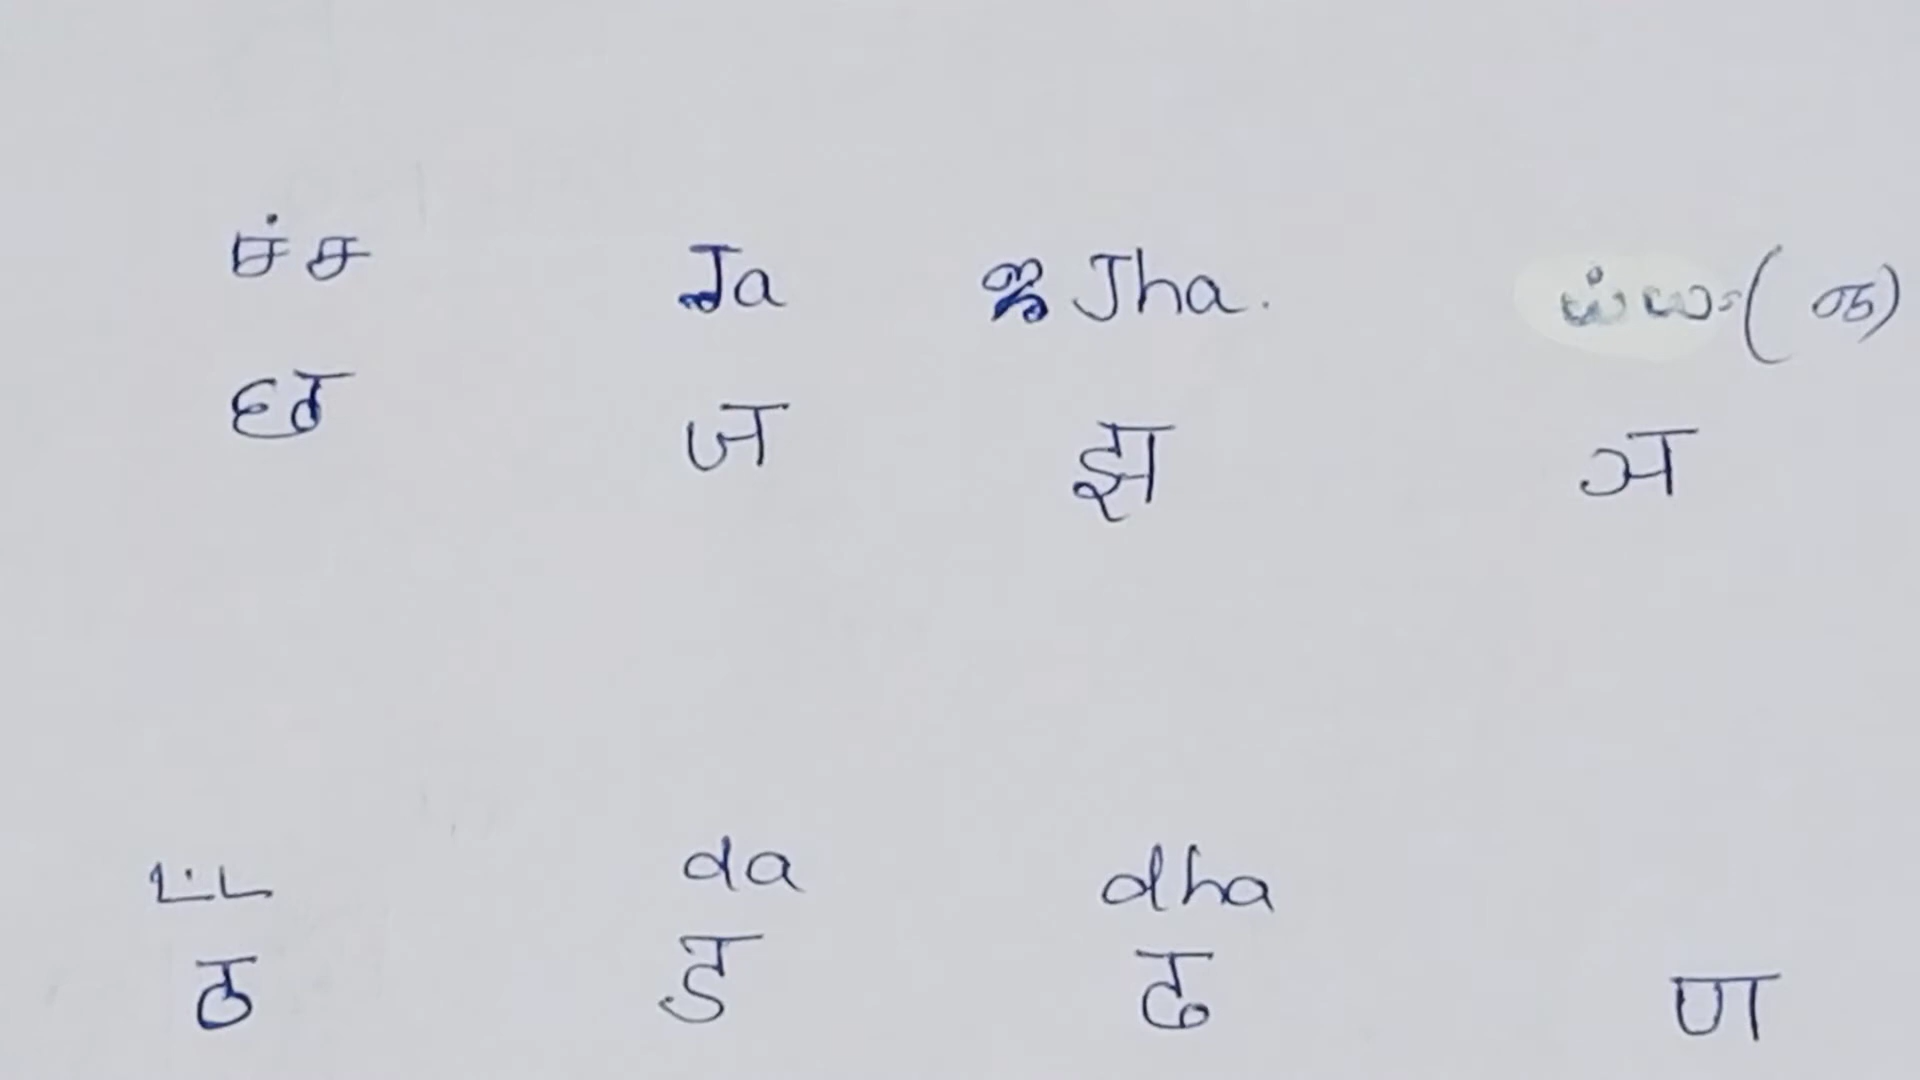 ச்ச Ja ஜ Jha. ய்ய (ஞ)
छ ज झ ञ
ட்ட da dha
ठ ड ढ ण